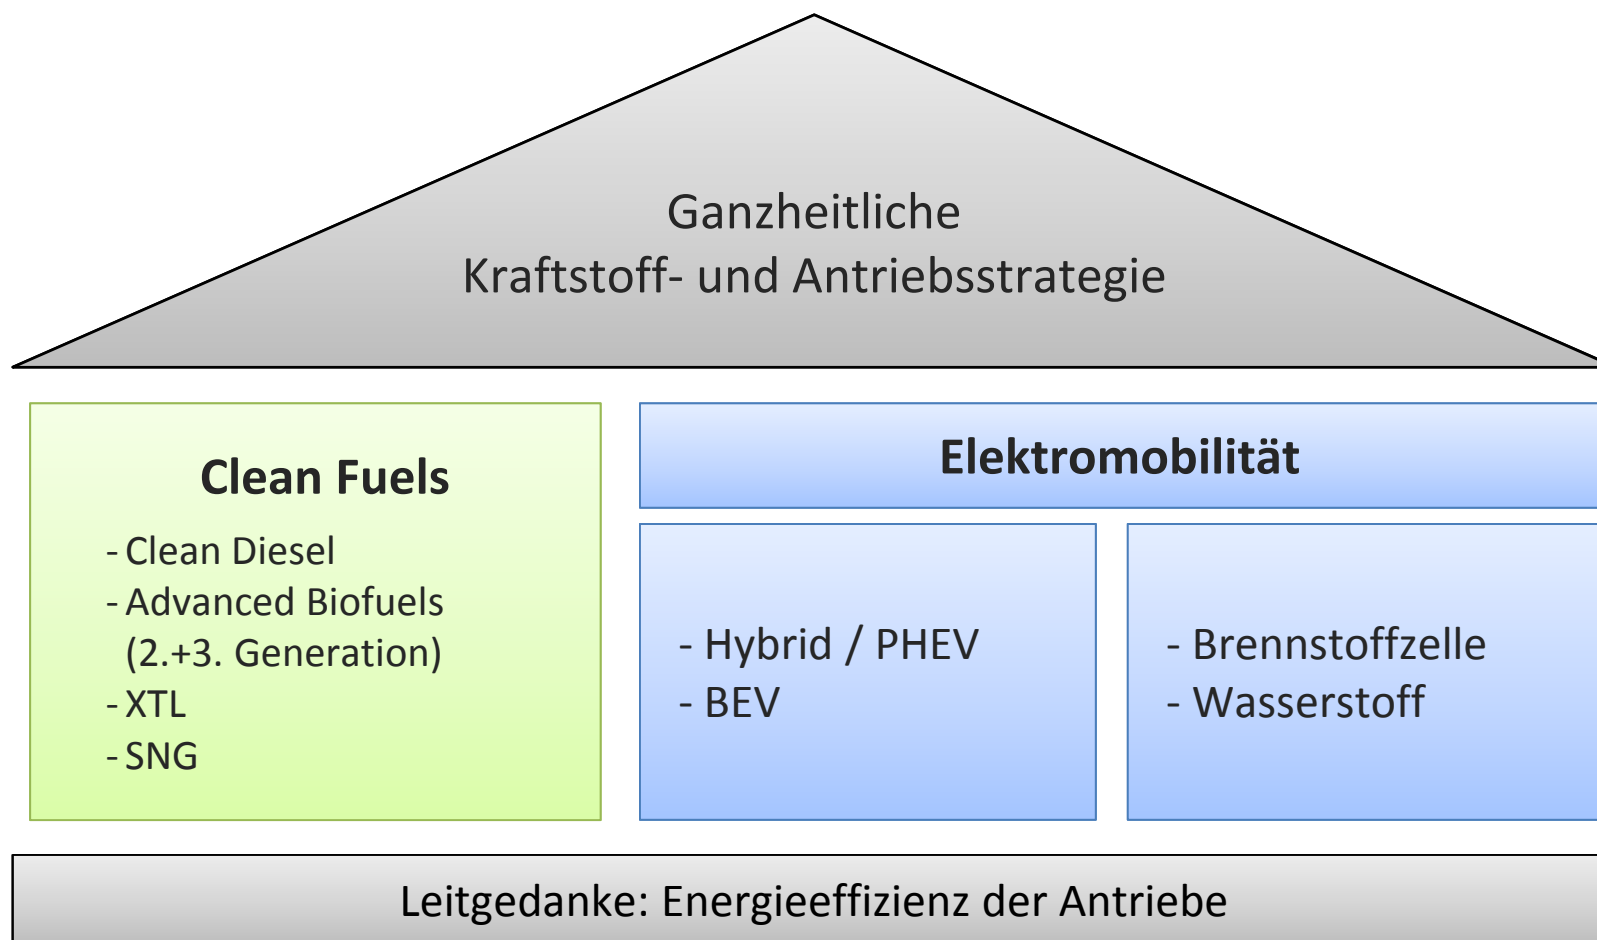 Ganzheitliche
Kraftstoff- und Antriebsstrategie
Clean Fuels
- Clean Diesel
- Advanced Biofuels
(2.+3. Generation)
- XTL
- SNG
Elektromobilität
- Hybrid / PHEV
- BEV
- Brennstoffzelle
- Wasserstoff
Leitgedanke: Energieeffizienz der Antriebe